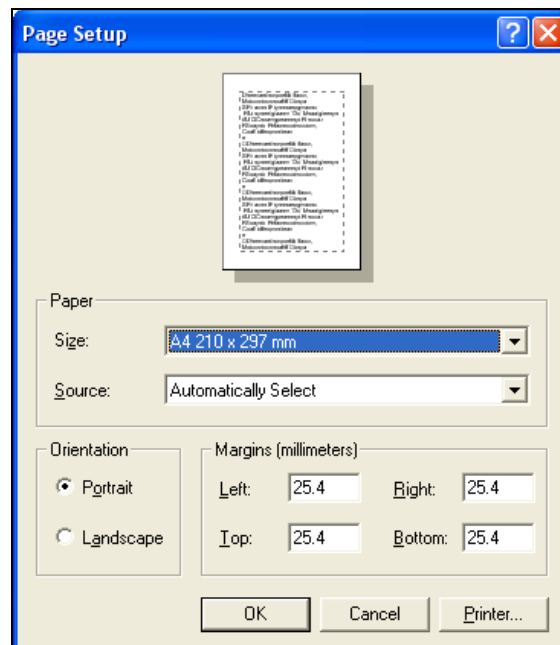 Page Setup
Paper
Size: A4 210 x 297 mm
Source: Automatically Select
Orientation
Portrait
Landscape
Margins (millimeters)
Left: 25.4 Right: 25.4
Top: 25.4 Bottom: 25.4
OK Cancel Printer...